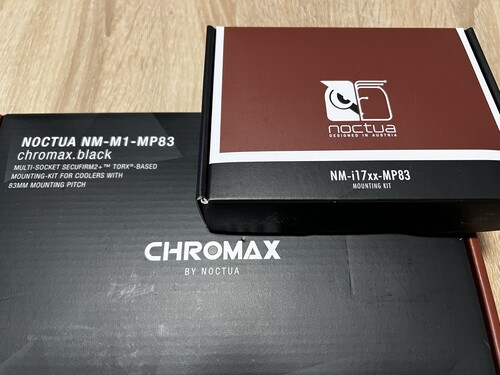 NOCTUA NM-M1-MP83
chromax.black
MULTI-SOCKET SECUFIRM2+™ TORX®-BASED
MOUNTING-KIT FOR COOLERS WITH
83MM MOUNTING PITCH
CHROMAX
BY NOCTUA
noctua
DESIGNED IN AUSTRIA
NM-i17xx-MP83
MOUNTING KIT